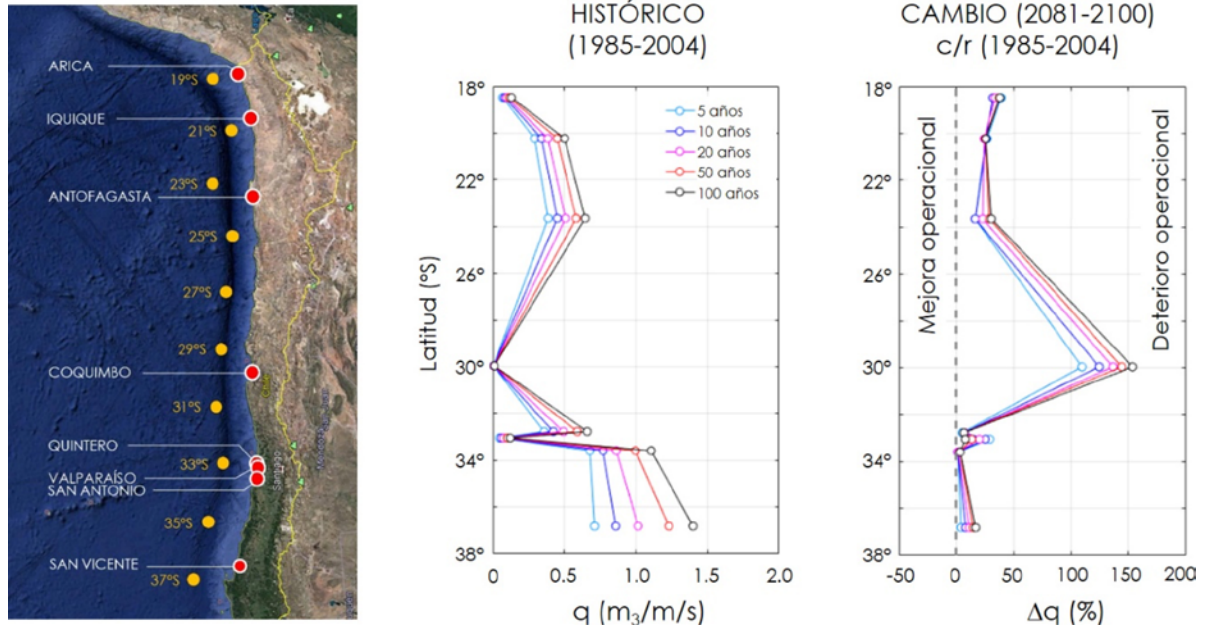 ARICA
19°S
IQUIQUE
21°S
23°S
ANTOFAGASTA
25°S
27°S
29°S
COQUIMBO
31°S
QUINTERO
33°S
VALPARAÍSO
SAN ANTONIO
35°S
SAN VICENTE
37°S
HISTÓRICO
(1985-2004)
18°
22°
26°
30°
34°
38°
Latitud (°S)
5 años
10 años
20 años
50 años
100 años
0 0.5 1.0 1.5 2.0
q (m3/m/s)
CAMBIO (2081-2100)
c/r (1985-2004)
18°
22°
26°
30°
34°
38°
Mejora operacional
Deterioro operacional
-50 0 50 100 150 200
Δq (%)